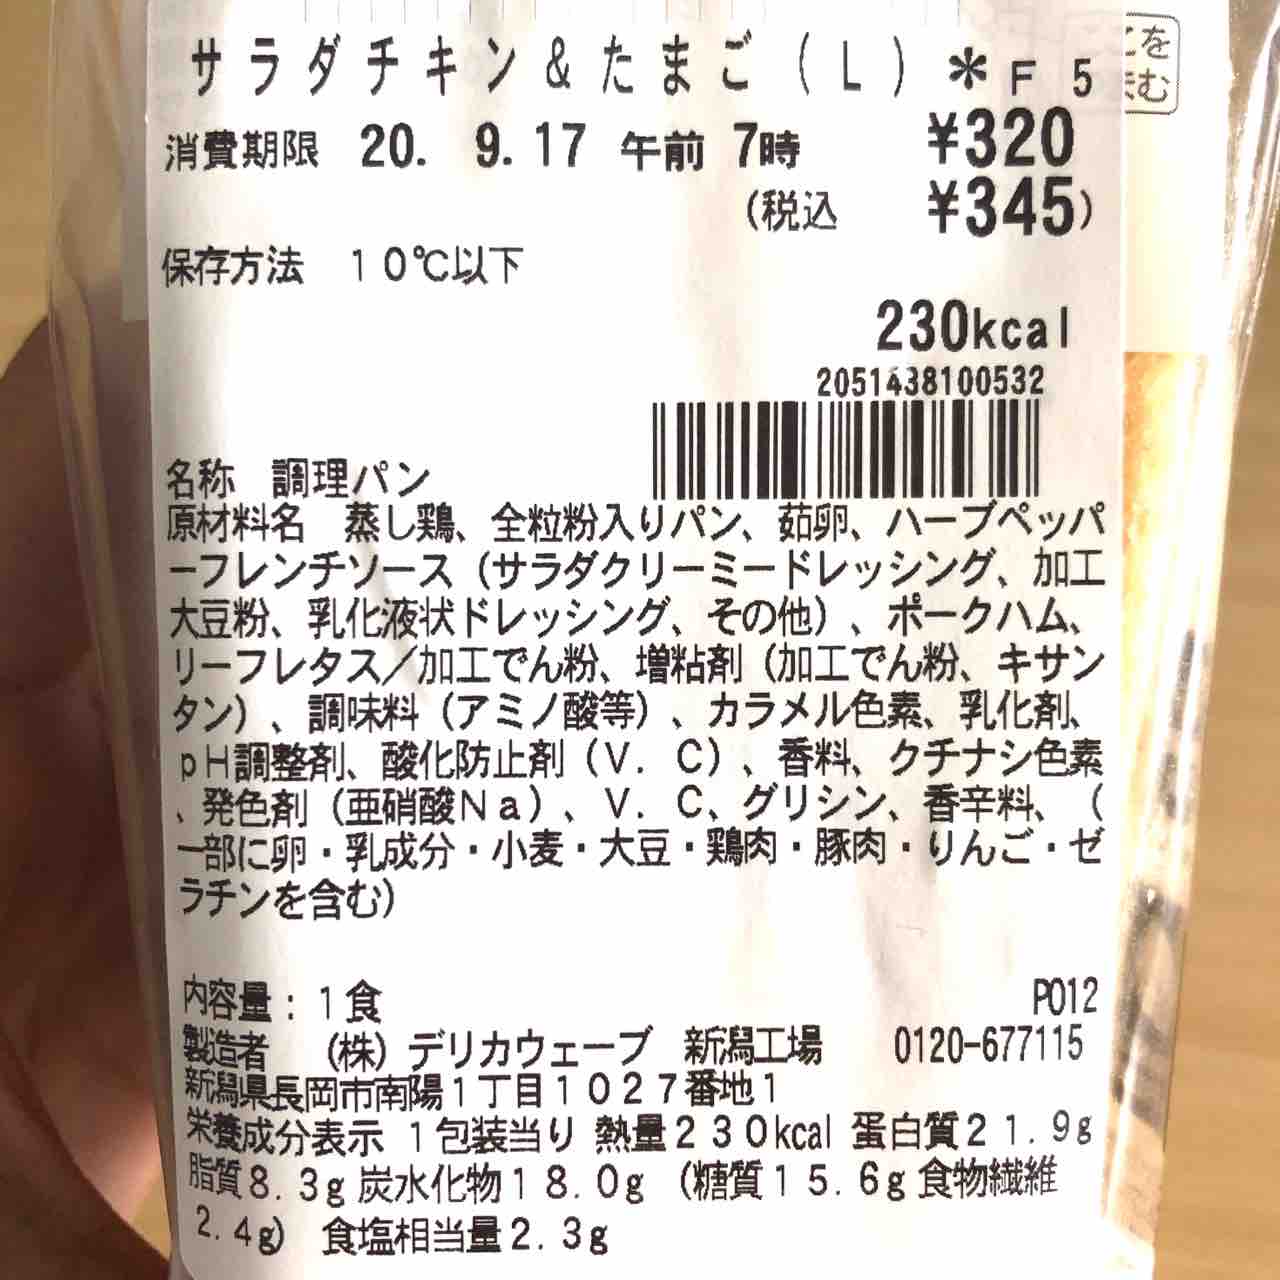 サラダチキン＆たまご（L）＊F 5
消費期限 20. 9.17 午前 7時 ¥320
（税込 ¥345）
保存方法 10℃以下
230kcal
2051438100532
名称 調理パン
原材料名 蒸し鶏、全粒粉入りパン、茹卵、ハーブペッパ
ーフレンチソース（サラダクリーミードレッシング、加工
大豆粉、乳化液状ドレッシング、その他）、ポークハム、
リーフレタス／加工でん粉、増粘剤（加工でん粉、キサン
タン）、調味料（アミノ酸等）、カラメル色素、乳化剤、
pH調整剤、酸化防止剤（V．C）、香料、クチナシ色素
、発色剤（亜硝酸Na）、V．C、グリシン、香辛料、（
一部に卵・乳成分・小麦・大豆・鶏肉・豚肉・りんご・ゼ
ラチンを含む）
内容量：1食 P012
製造者 （株）デリカウェーブ 新潟工場 0120-677115
新潟県長岡市南陽1丁目1027番地1
栄養成分表示 1包装当り 熱量230kcal 蛋白質21.9g
脂質8.3g 炭水化物18.0g （糖質15.6g 食物繊維
2.4g） 食塩相当量2.3g